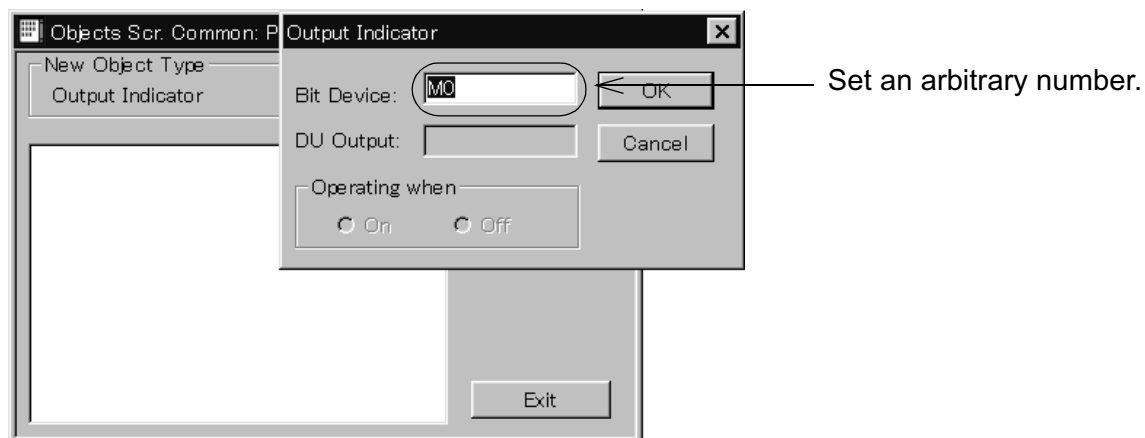 Objects Scr. Common: P
Output Indicator
New Object Type
Output Indicator
Bit Device:
M0
OK
Set an arbitrary number.
DU Output:
Cancel
Operating when
On
Off
Exit